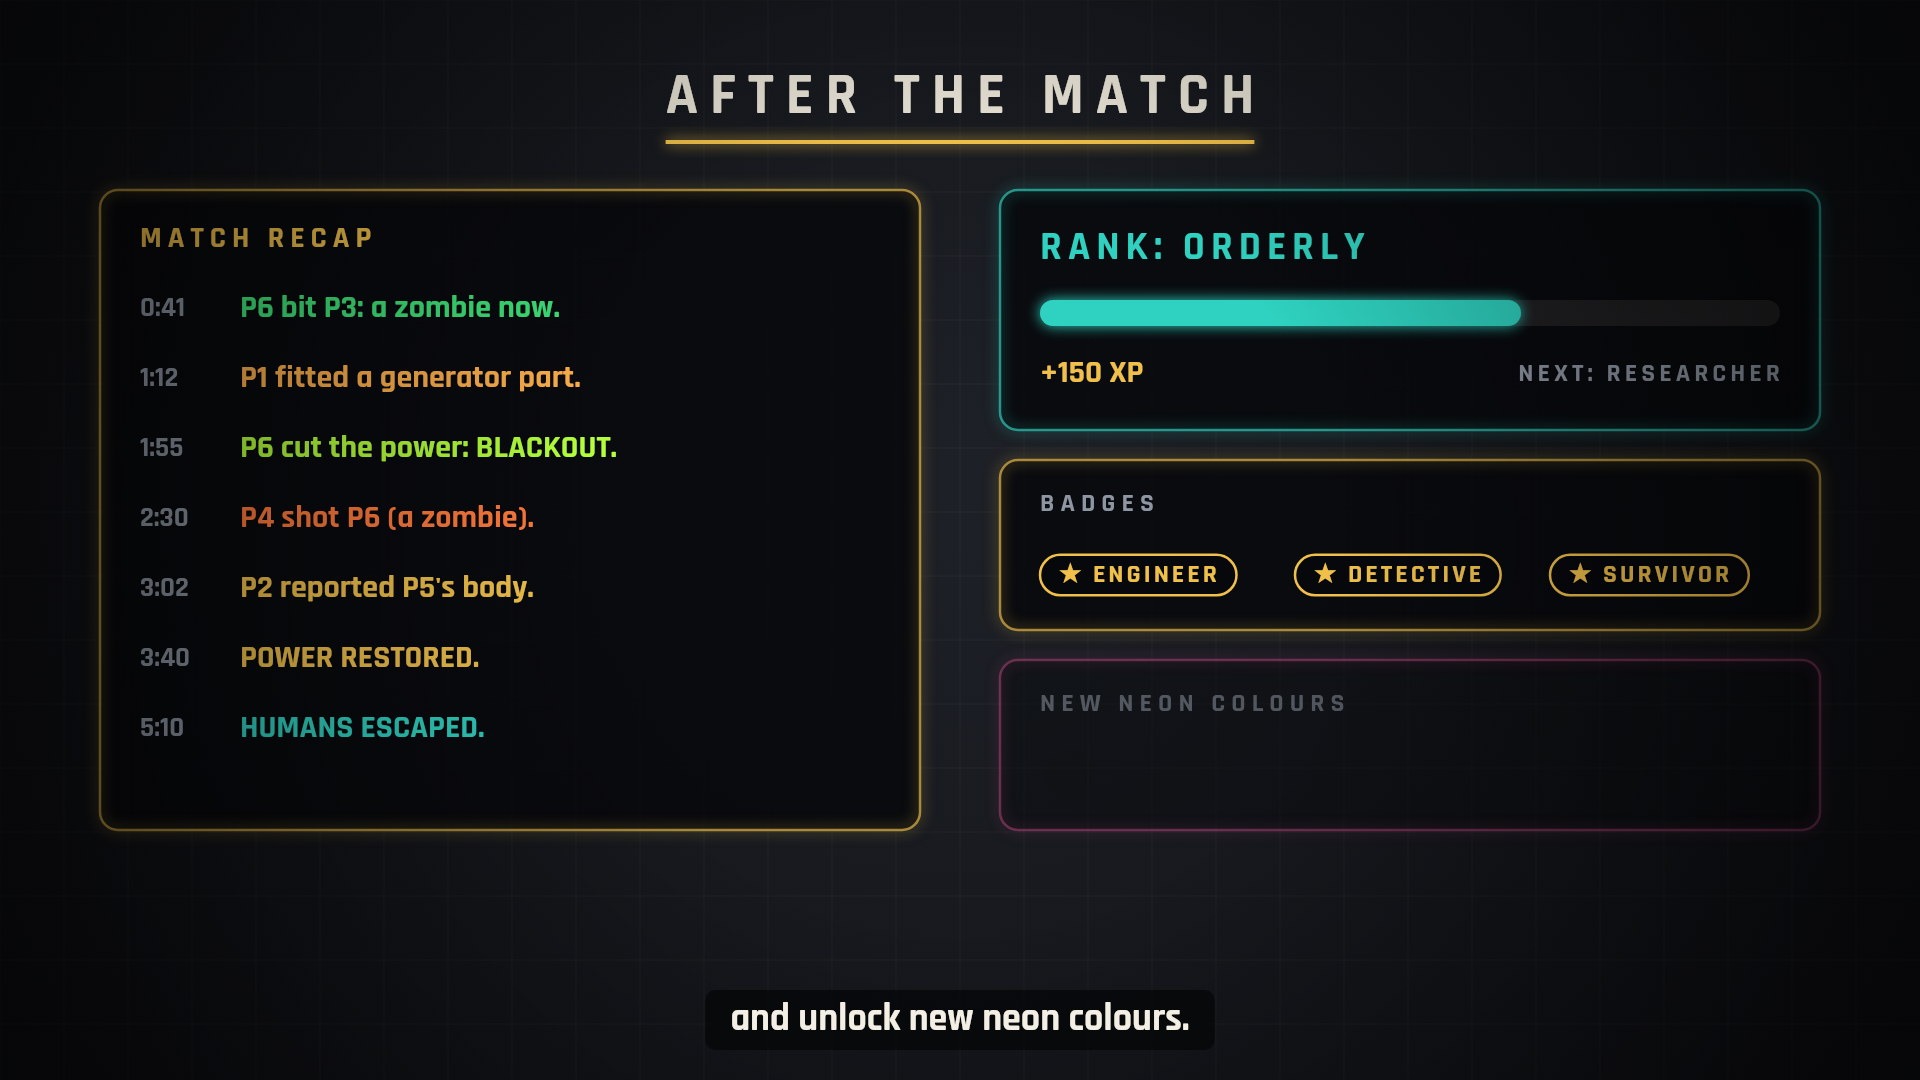 AFTER THE MATCH
MATCH RECAP
0:41 P6 bit P3: a zombie now.
1:12 P1 fitted a generator part.
1:55 P6 cut the power: BLACKOUT.
2:30 P4 shot P6 (a zombie).
3:02 P2 reported P5's body.
3:40 POWER RESTORED.
5:10 HUMANS ESCAPED.
RANK: ORDERLY
+150 XP NEXT: RESEARCHER
BADGES
★ ENGINEER ★ DETECTIVE ★ SURVIVOR
NEW NEON COLOURS
and unlock new neon colours.